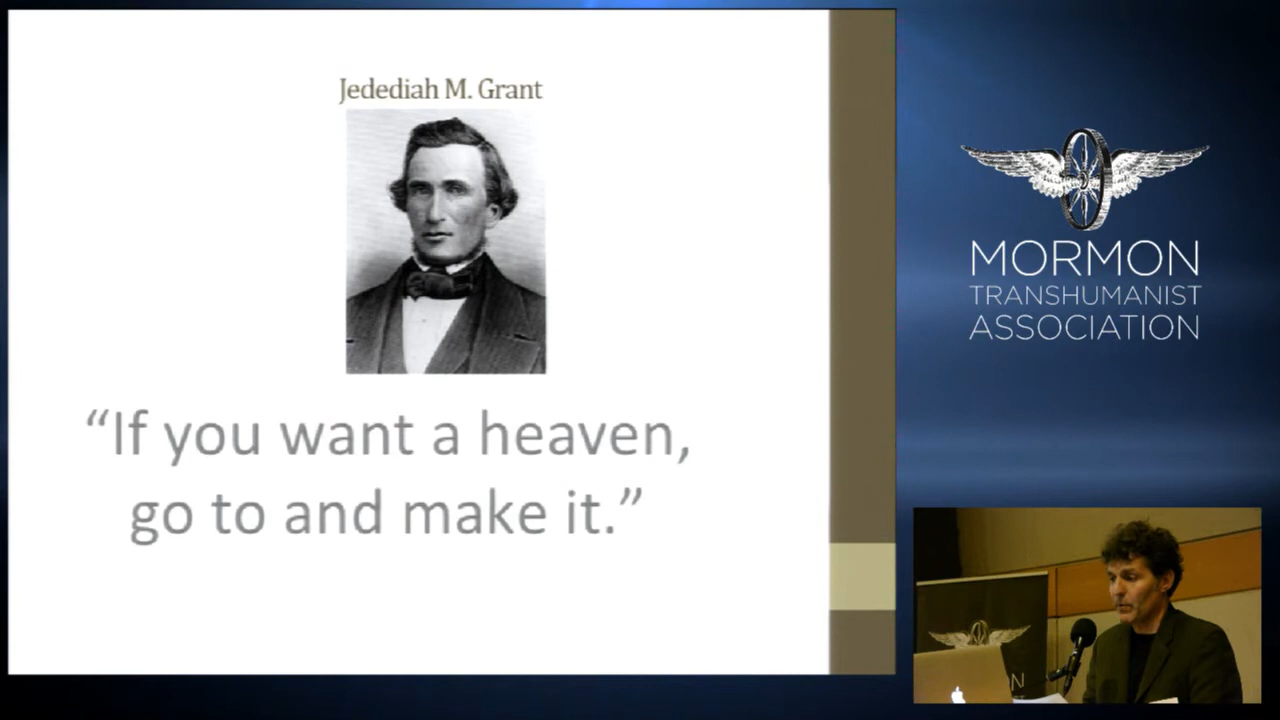 Jedediah M. Grant
“If you want a heaven,
go to and make it.”
MORMON
TRANSHUMANIST
ASSOCIATION